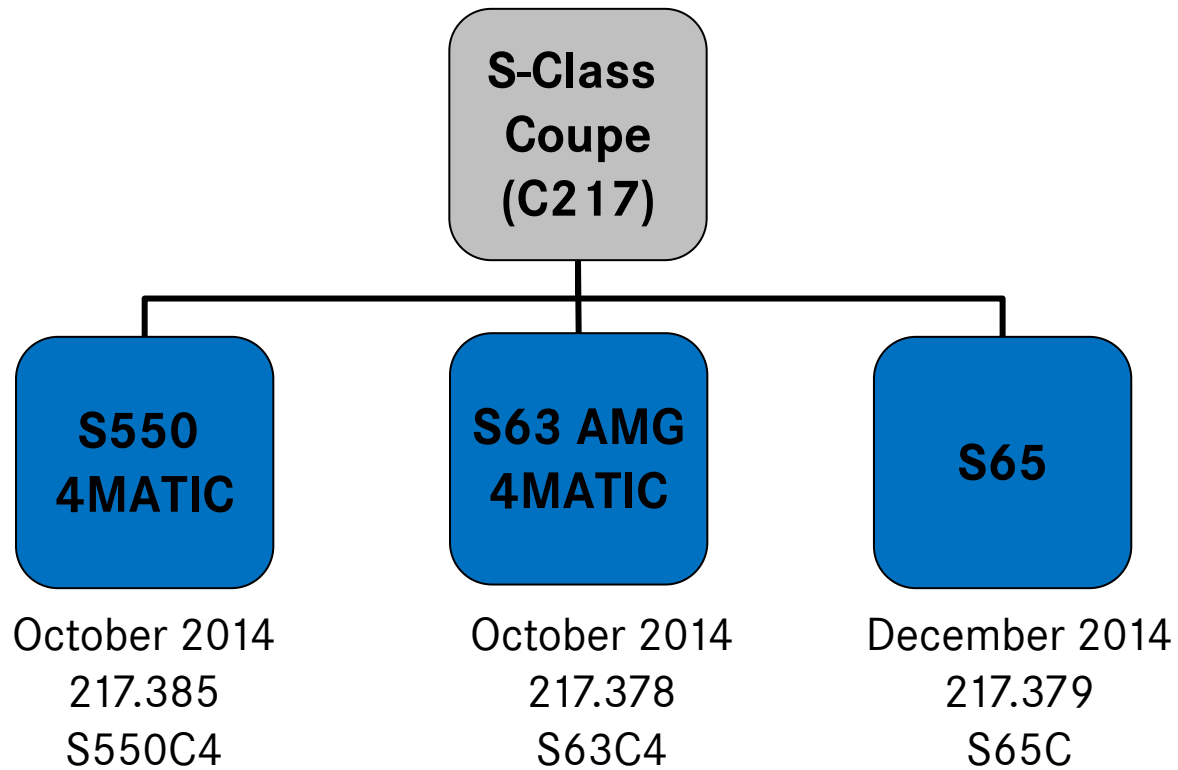 S-Class
Coupe
(C217)
S550
4MATIC
S63 AMG
4MATIC
S65
October 2014
217.385
S550C4
October 2014
217.378
S63C4
December 2014
217.379
S65C